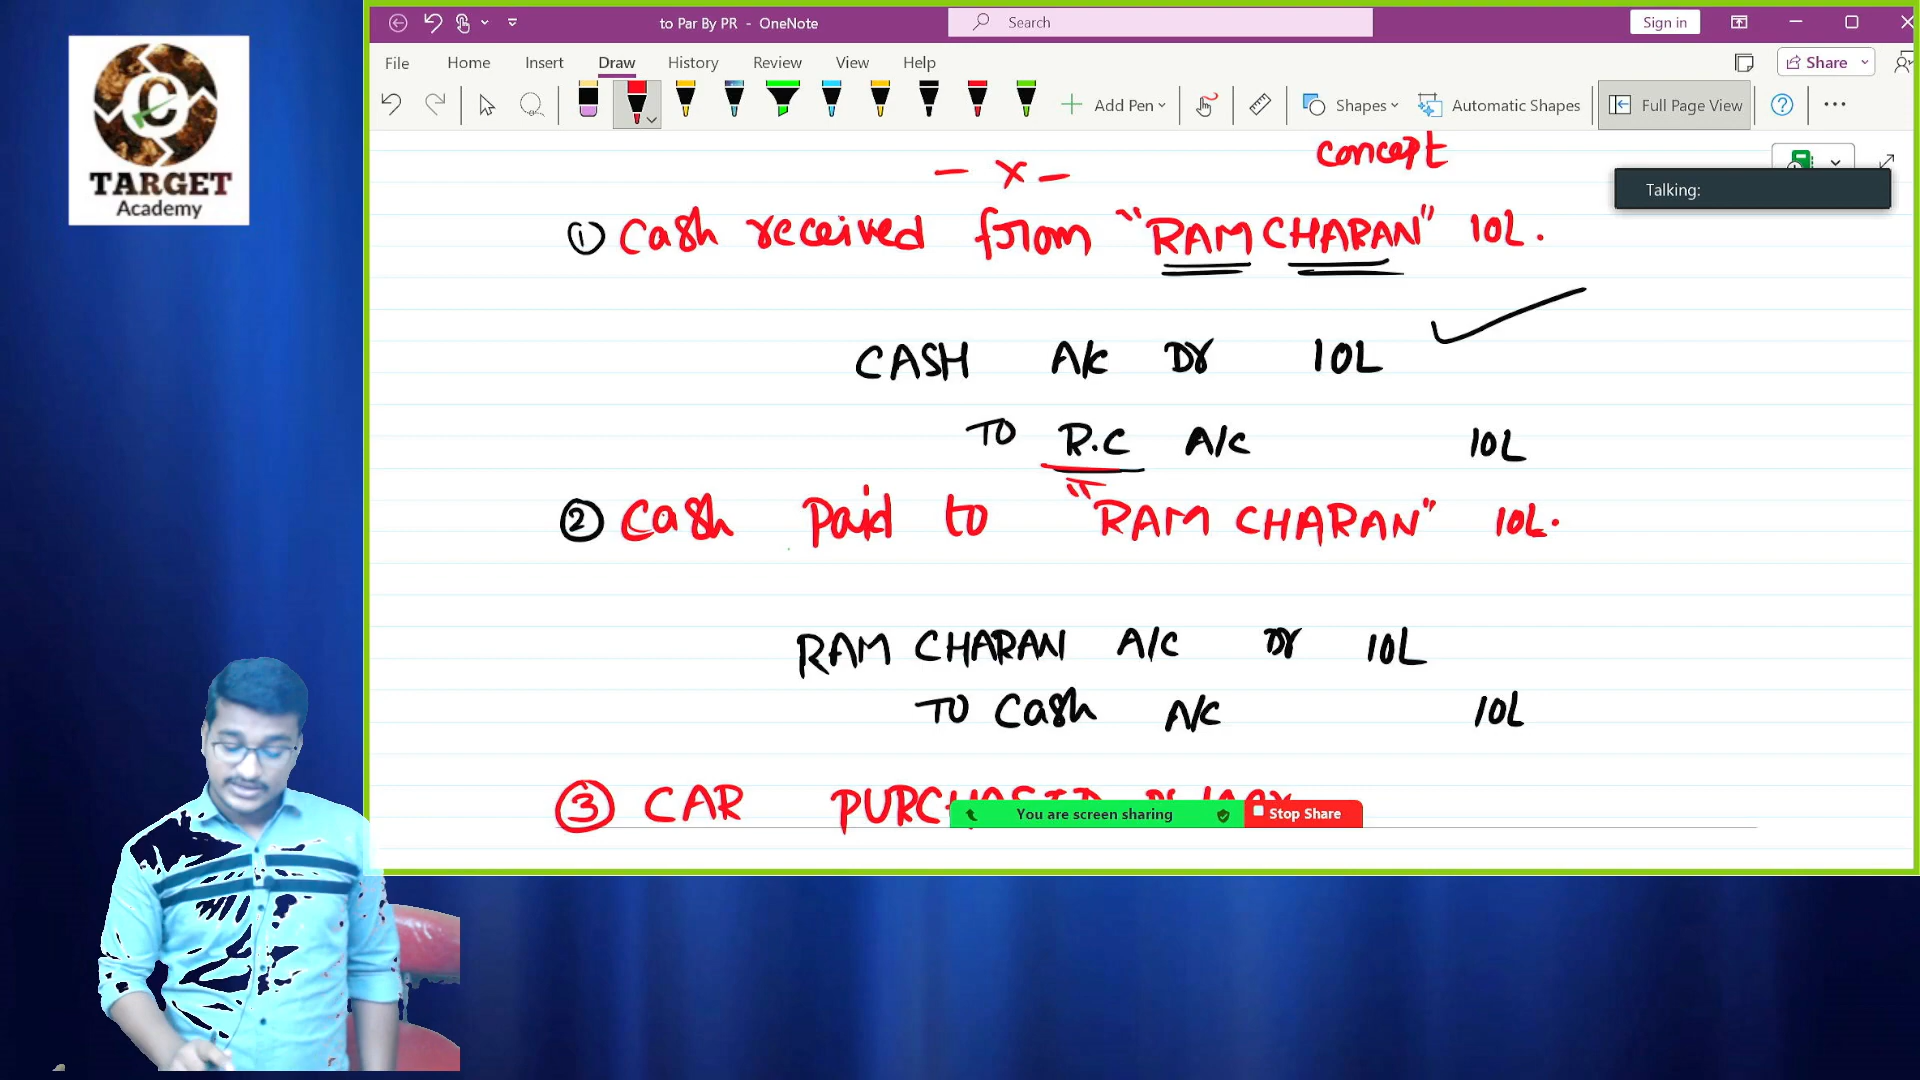 C
TARGET
Academy
to Par By PR - OneNote
Search
Sign in
File Home Insert Draw History Review View Help
Share
Add Pen
Shapes
Automatic Shapes
Full Page View
Talking:
concept
- x -
① Cash received from "RAM CHARAN" 10L.
CASH A/c Dr 10L
TO R.C A/c 10L
② Cash Paid to "RAM CHARAN" 10L.
RAM CHARAN A/c Dr 10L
TO Cash A/c 10L
③ CAR PURCHASED
You are screen sharing
Stop Share